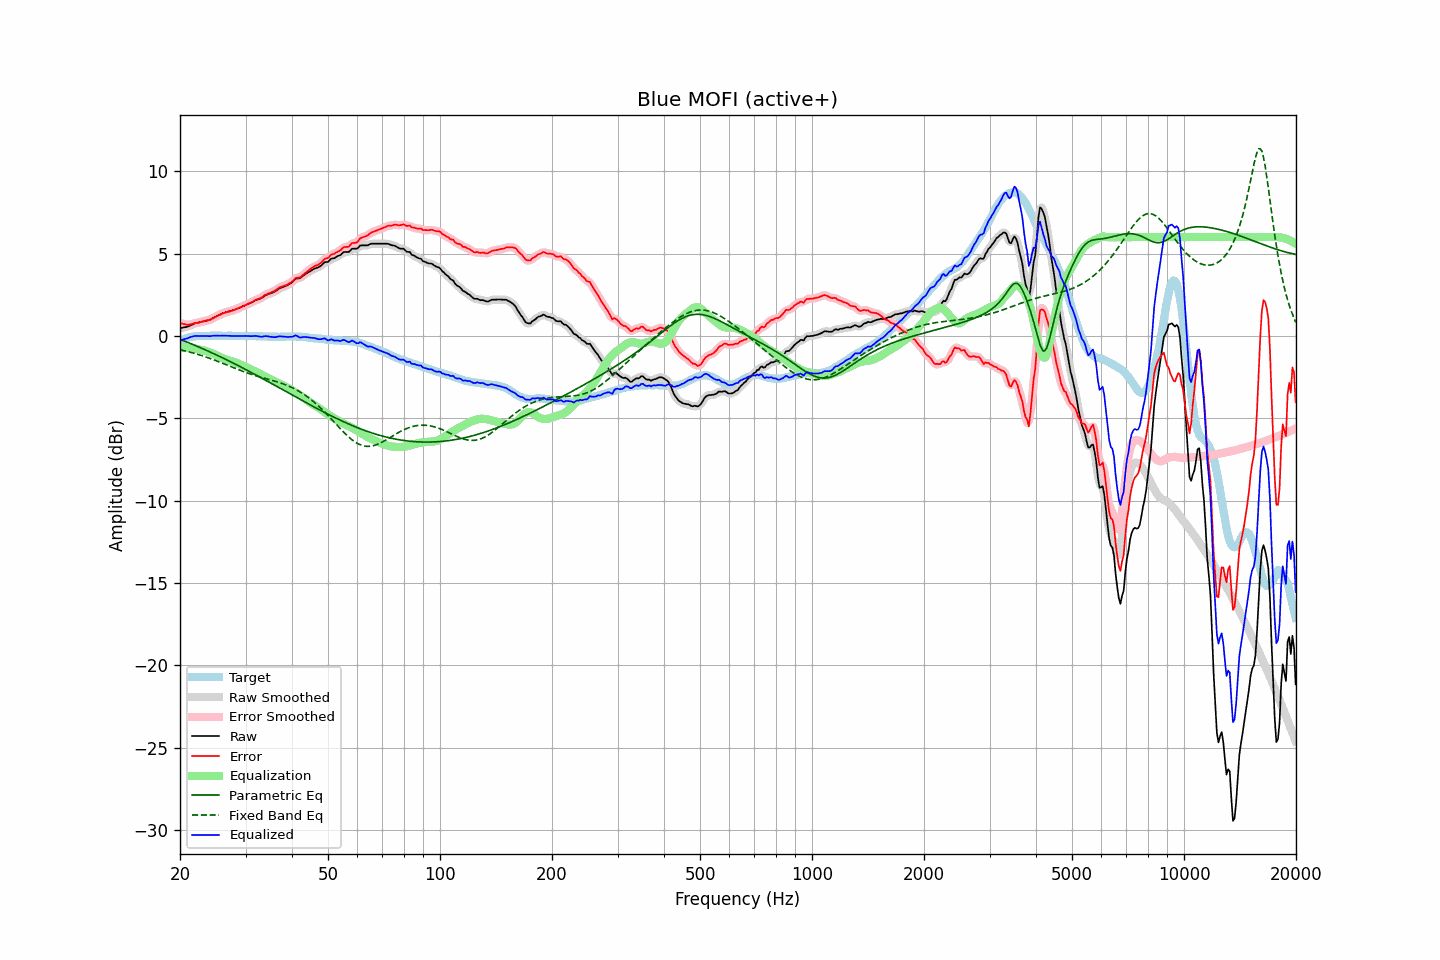 Blue MOFI (active+)
Amplitude (dBr)
10
5
0
−5
−10
−15
−20
−25
−30
Target
Raw Smoothed
Error Smoothed
Raw
Error
Equalization
Parametric Eq
Fixed Band Eq
Equalized
20 50 100 200 500 1000 2000 5000 10000 20000
Frequency (Hz)